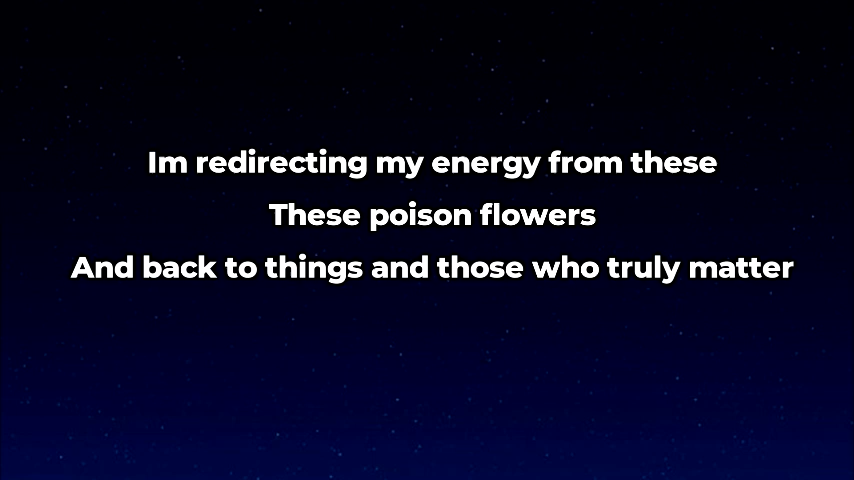 Im redirecting my energy from these
These poison flowers
And back to things and those who truly matter